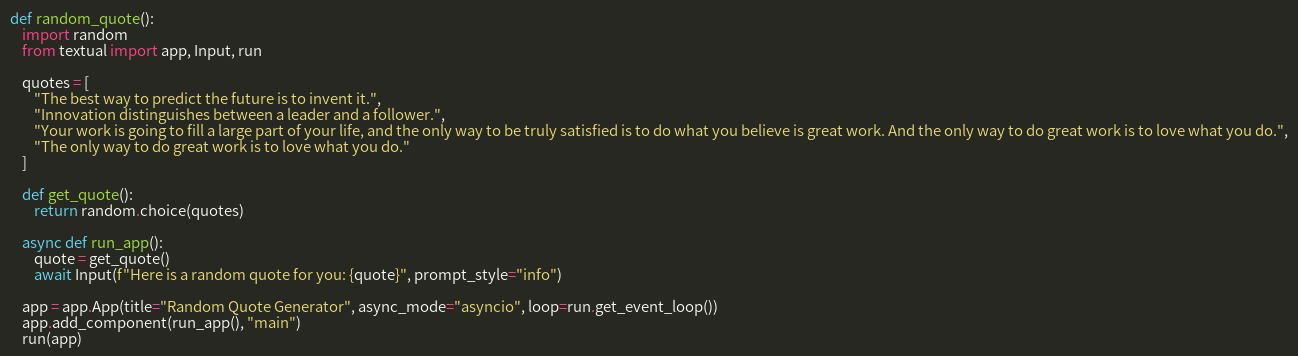 def random_quote():
    import random
    from textual import app, Input, run

    quotes = [
        "The best way to predict the future is to invent it.",
        "Innovation distinguishes between a leader and a follower.",
        "Your work is going to fill a large part of your life, and the only way to be truly satisfied is to do what you believe is great work. And the only way to do great work is to love what you do.",
        "The only way to do great work is to love what you do."
    ]

    def get_quote():
        return random.choice(quotes)

    async def run_app():
        quote = get_quote()
        await Input(f"Here is a random quote for you: {quote}", prompt_style="info")

    app = app.App(title="Random Quote Generator", async_mode="asyncio", loop=run.get_event_loop())
    app.add_component(run_app(), "main")
    run(app)